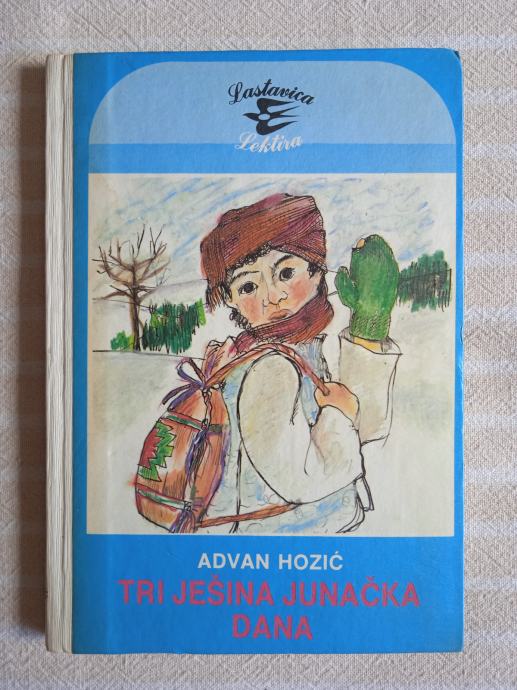 Lastavica
Lektira
ADVAN HOZIĆ
TRI JEŠINA JUNAČKA
DANA